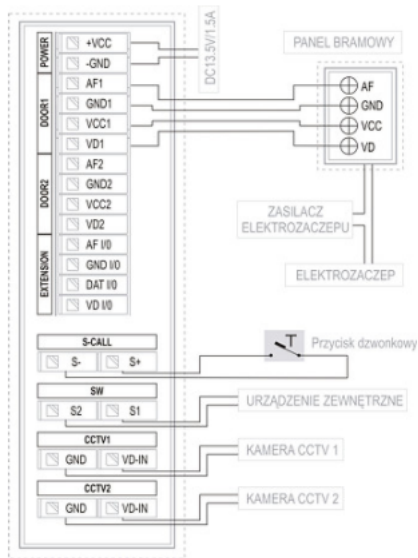 POWER
+VCC
-GND
DC13.5V/1.5A
DOOR1
AF1
GND1
VCC1
VD1
DOOR2
AF2
GND2
VCC2
VD2
EXTENSION
AF I/0
GND I/0
DAT I/0
VD I/0
PANEL BRAMOWY
AF
GND
VCC
VD
ZASILACZ
ELEKTROZACZEPU
ELEKTROZACZEP
S-CALL
S- S+
T
Przycisk dzwonkowy
SW
S2 S1
URZĄDZENIE ZEWNĘTRZNE
CCTV1
GND VD-IN
KAMERA CCTV 1
CCTV2
GND VD-IN
KAMERA CCTV 2